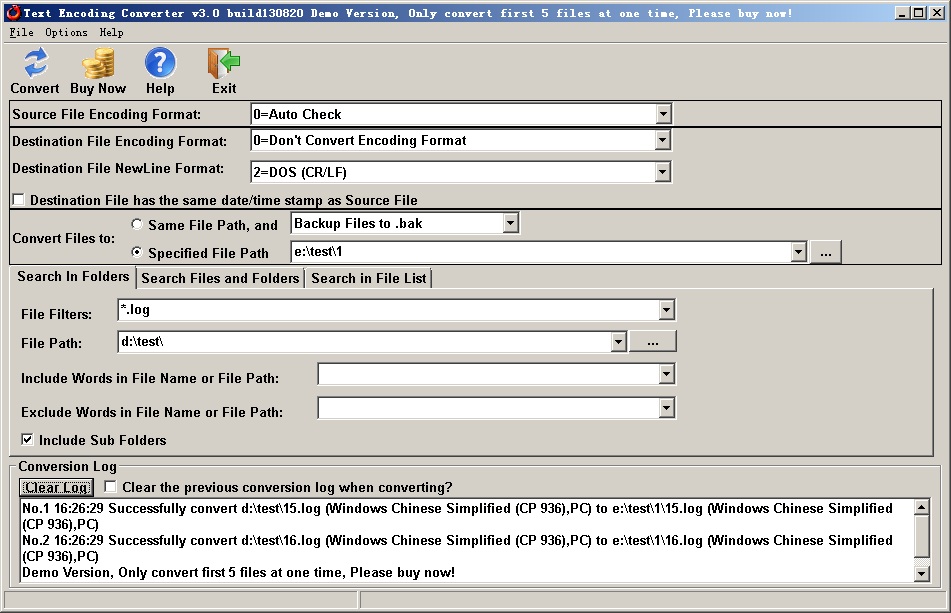 Text Encoding Converter v3.0 build130820 Demo Version, Only convert first 5 files at one time, Please buy now!
File Options Help
Convert Buy Now Help Exit
Source File Encoding Format: 0=Auto Check
Destination File Encoding Format: 0=Don't Convert Encoding Format
Destination File NewLine Format: 2=DOS (CR/LF)
Destination File has the same date/time stamp as Source File
Convert Files to:
Same File Path, and Backup Files to .bak
Specified File Path e:\test\1 ...
Search In Folders Search Files and Folders Search in File List
File Filters: *.log
File Path: d:\test\ ...
Include Words in File Name or File Path:
Exclude Words in File Name or File Path:
Include Sub Folders
Conversion Log
Clear Log Clear the previous conversion log when converting?
No.1 16:26:29 Successfully convert d:\test\15.log (Windows Chinese Simplified (CP 936),PC) to e:\test\1\15.log (Windows Chinese Simplified
(CP 936),PC)
No.2 16:26:29 Successfully convert d:\test\16.log (Windows Chinese Simplified (CP 936),PC) to e:\test\1\16.log (Windows Chinese Simplified
(CP 936),PC)
Demo Version, Only convert first 5 files at one time, Please buy now!